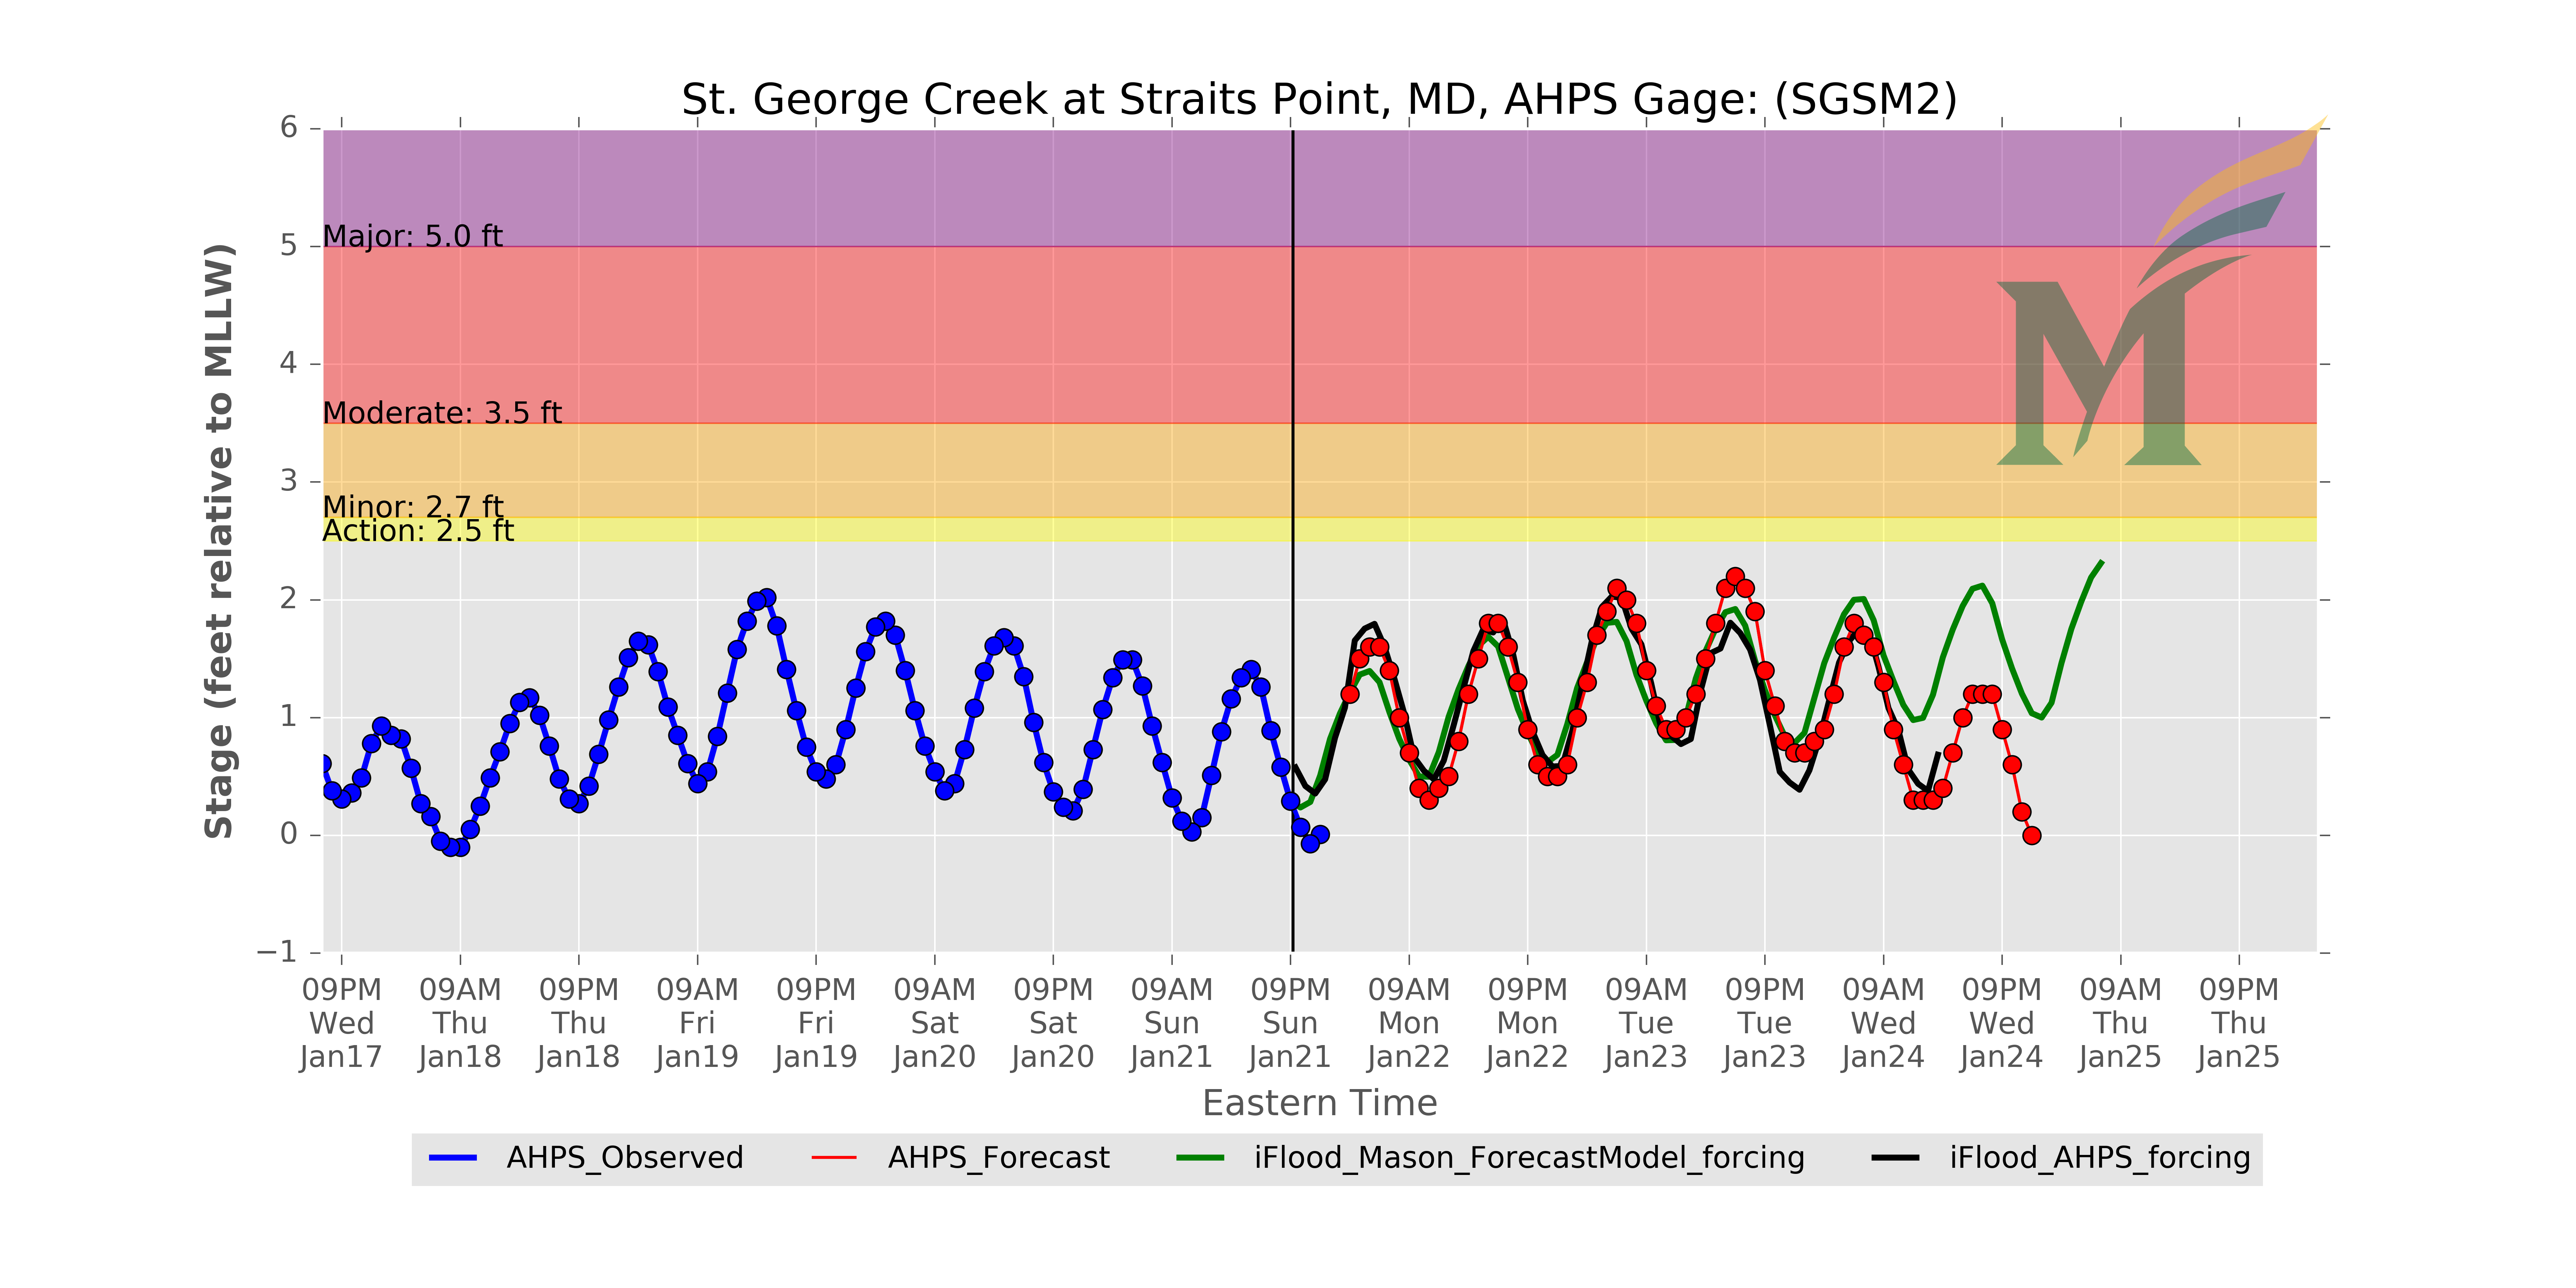 St. George Creek at Straits Point, MD, AHPS Gage: (SGSM2)
Stage (feet relative to MLLW)
6
5
4
3
2
1
0
−1
Major: 5.0 ft
Moderate: 3.5 ft
Minor: 2.7 ft
Action: 2.5 ft
M
09PM 09AM 09PM 09AM 09PM 09AM 09PM 09AM 09PM 09AM 09PM 09AM 09PM 09AM 09PM 09AM 09PM
Wed Thu Thu Fri Fri Sat Sat Sun Sun Mon Mon Tue Tue Wed Wed Thu Thu
Jan17 Jan18 Jan18 Jan19 Jan19 Jan20 Jan20 Jan21 Jan21 Jan22 Jan22 Jan23 Jan23 Jan24 Jan24 Jan25 Jan25
Eastern Time
AHPS_Observed AHPS_Forecast iFlood_Mason_ForecastModel_forcing iFlood_AHPS_forcing